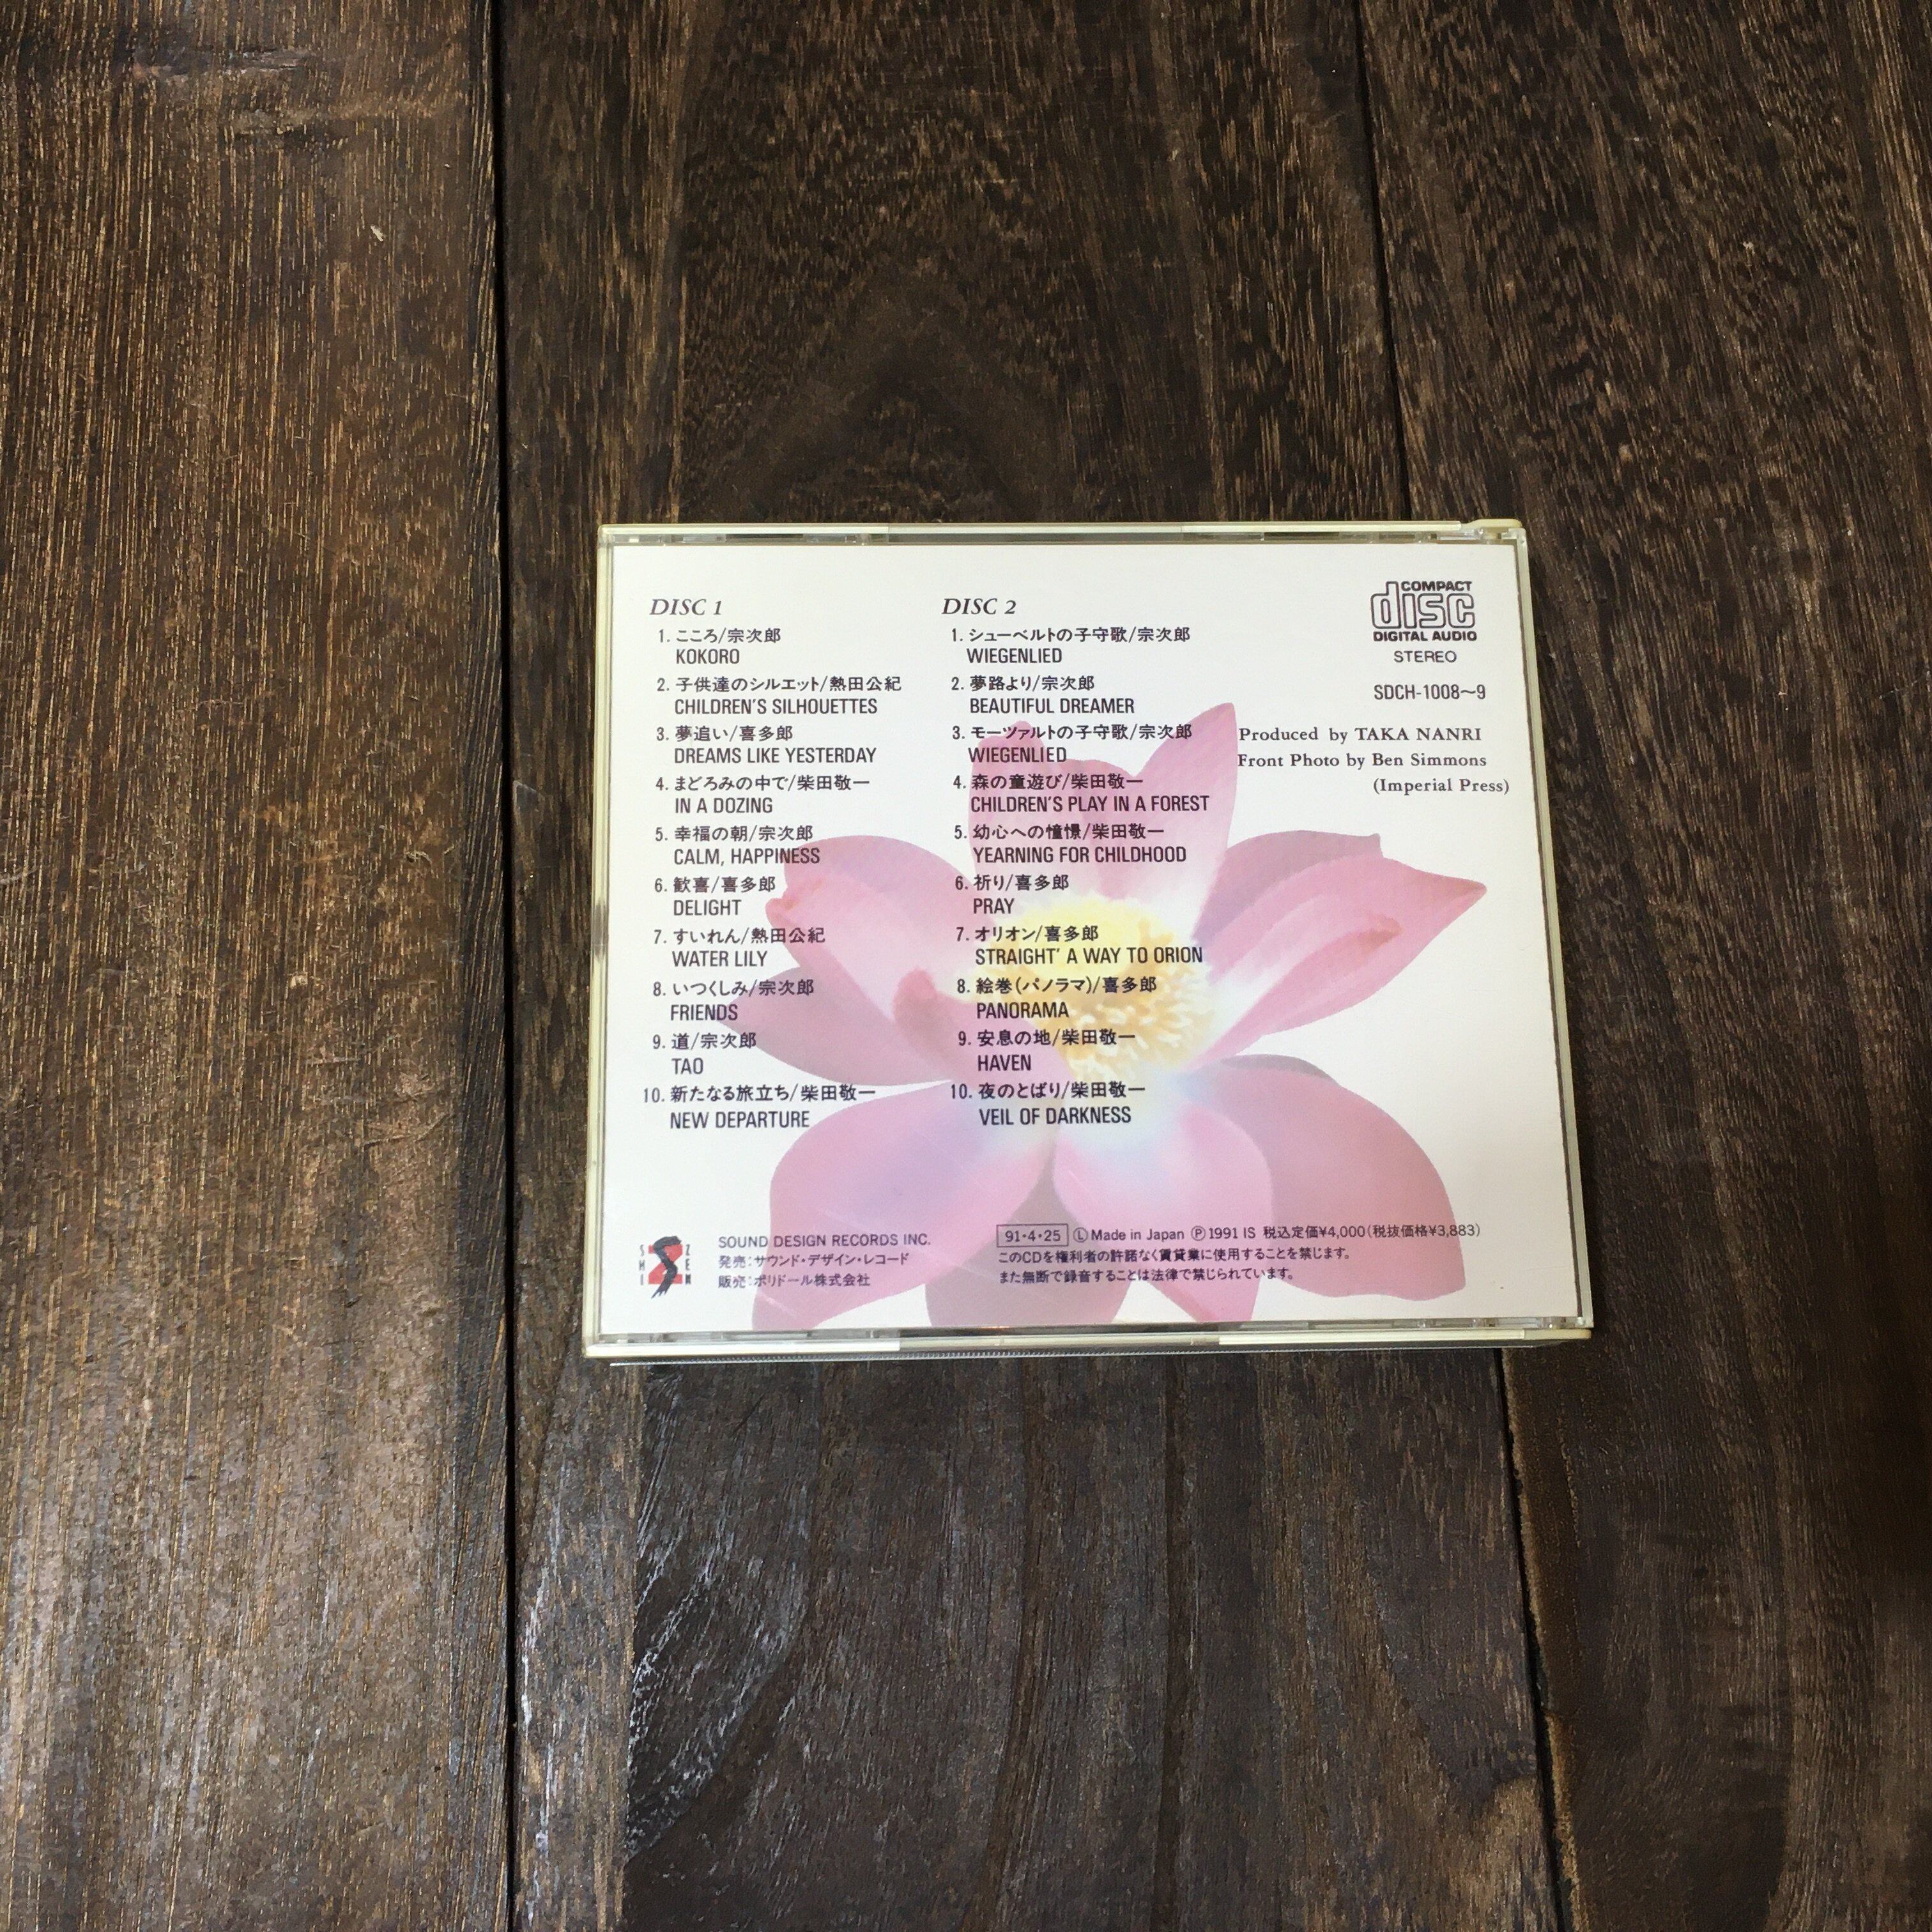 DISC 1
1. こころ/宗次郎
KOKORO
2. 子供達のシルエット/熱田公紀
CHILDREN'S SILHOUETTES
3. 夢追い/喜多郎
DREAMS LIKE YESTERDAY
4. まどろみの中で/柴田敬一
IN A DOZING
5. 幸福の朝/宗次郎
CALM, HAPPINESS
6. 歓喜/喜多郎
DELIGHT
7. すいれん/熱田公紀
WATER LILY
8. いつくしみ/宗次郎
FRIENDS
9. 道/宗次郎
TAO
10. 新たなる旅立ち/柴田敬一
NEW DEPARTURE
DISC 2
1. シューベルトの子守歌/宗次郎
WIEGENLIED
2. 夢路より/宗次郎
BEAUTIFUL DREAMER
3. モーツァルトの子守歌/宗次郎
WIEGENLIED
4. 森の童遊び/柴田敬一
CHILDREN'S PLAY IN A FOREST
5. 幼心への憧憬/柴田敬一
YEARNING FOR CHILDHOOD
6. 祈り/喜多郎
PRAY
7. オリオン/喜多郎
STRAIGHT' A WAY TO ORION
8. 絵巻(パノラマ)/喜多郎
PANORAMA
9. 安息の地/柴田敬一
HAVEN
10. 夜のとばり/柴田敬一
VEIL OF DARKNESS
COMPACT
disc
DIGITAL AUDIO
STEREO
SDCH-1008〜9
Produced by TAKA NANRI
Front Photo by Ben Simmons
(Imperial Press)
SHI ZEN
SOUND DESIGN RECORDS INC.
発売:サウンド・デザイン・レコード
販売:ポリドール株式会社
91・4・25 Ⓛ Made in Japan Ⓟ 1991 IS 税込定価¥4,000(税抜価格¥3,883)
このCDを権利者の許諾なく賃貸業に使用することを禁じます。
また無断で録音することは法律で禁じられています。